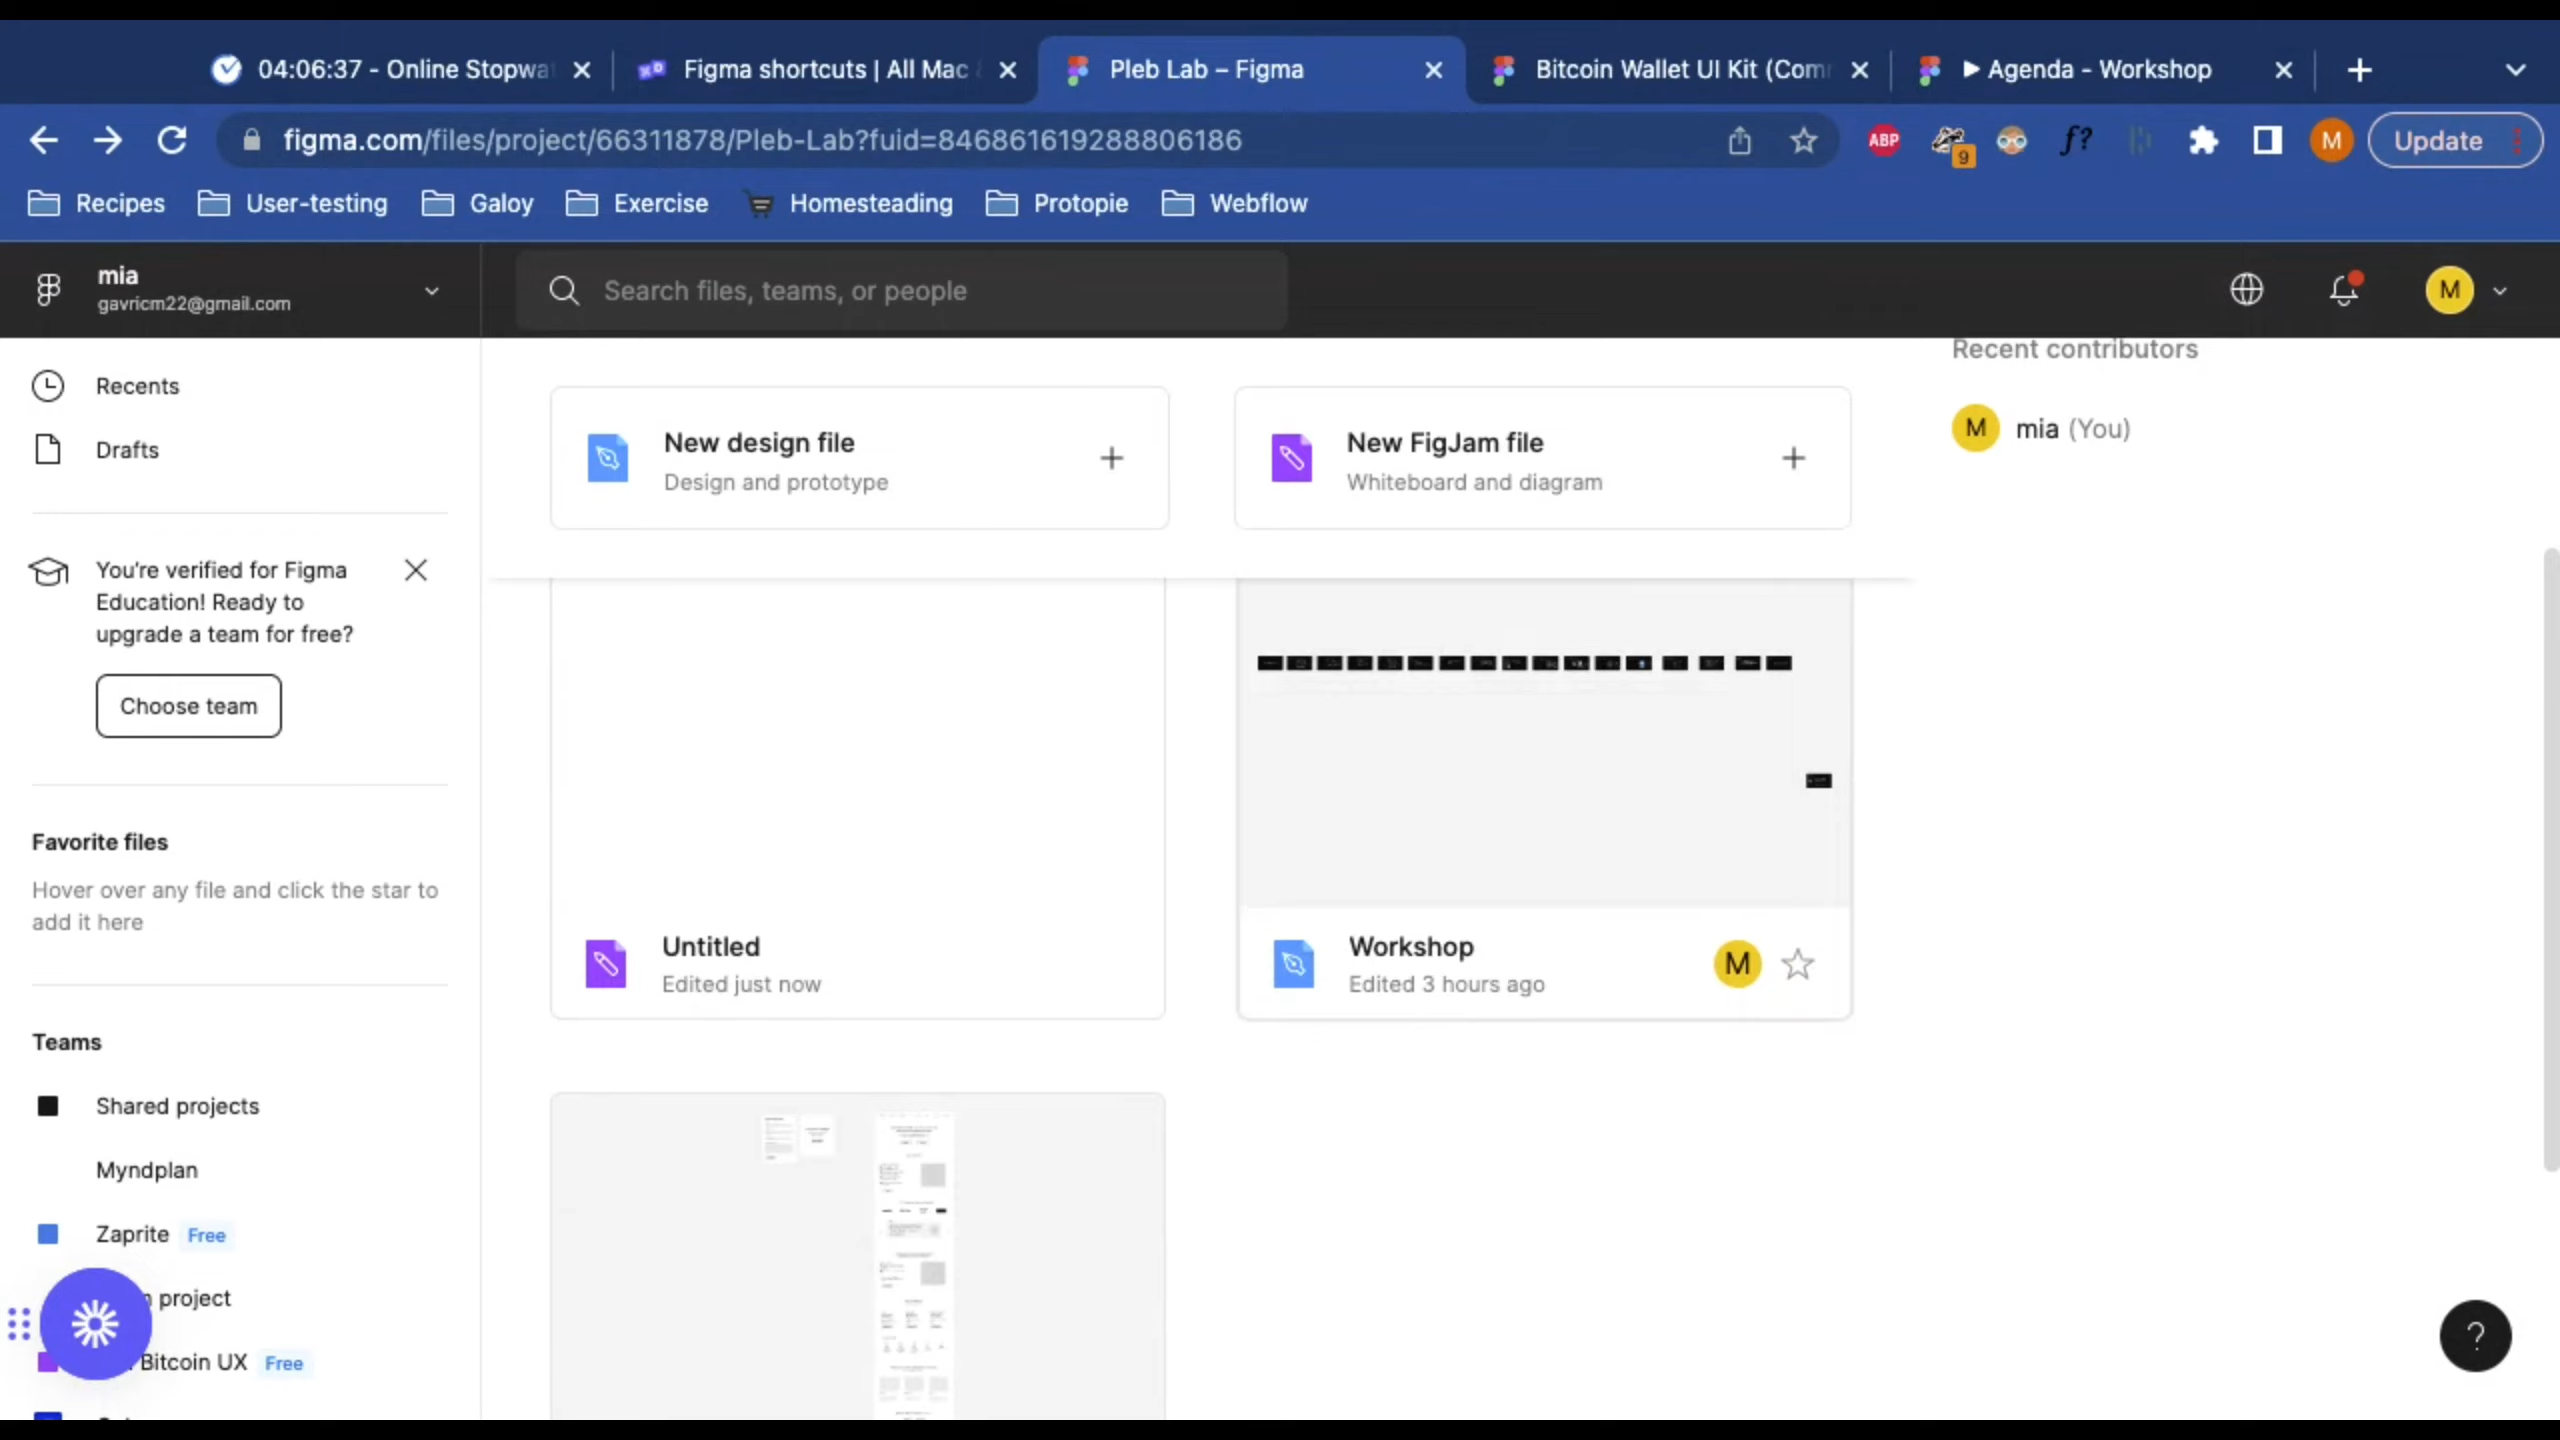 04:06:37 - Online Stopwa
Figma shortcuts | All Mac
Pleb Lab – Figma
Bitcoin Wallet UI Kit (Com
Agenda - Workshop
figma.com/files/project/66311878/Pleb-Lab?fuid=846861619288806186
ABP
9
f?
M
Update
Recipes
User-testing
Galoy
Exercise
Homesteading
Protopie
Webflow
mia
gavricm22@gmail.com
Search files, teams, or people
M
Recents
Drafts
You're verified for Figma
Education! Ready to
upgrade a team for free?
Choose team
Favorite files
Hover over any file and click the star to
add it here
Teams
Shared projects
Myndplan
Zaprite Free
project
Bitcoin UX Free
New design file
Design and prototype
New FigJam file
Whiteboard and diagram
Recent contributors
M mia (You)
Untitled
Edited just now
Workshop
Edited 3 hours ago
M
?